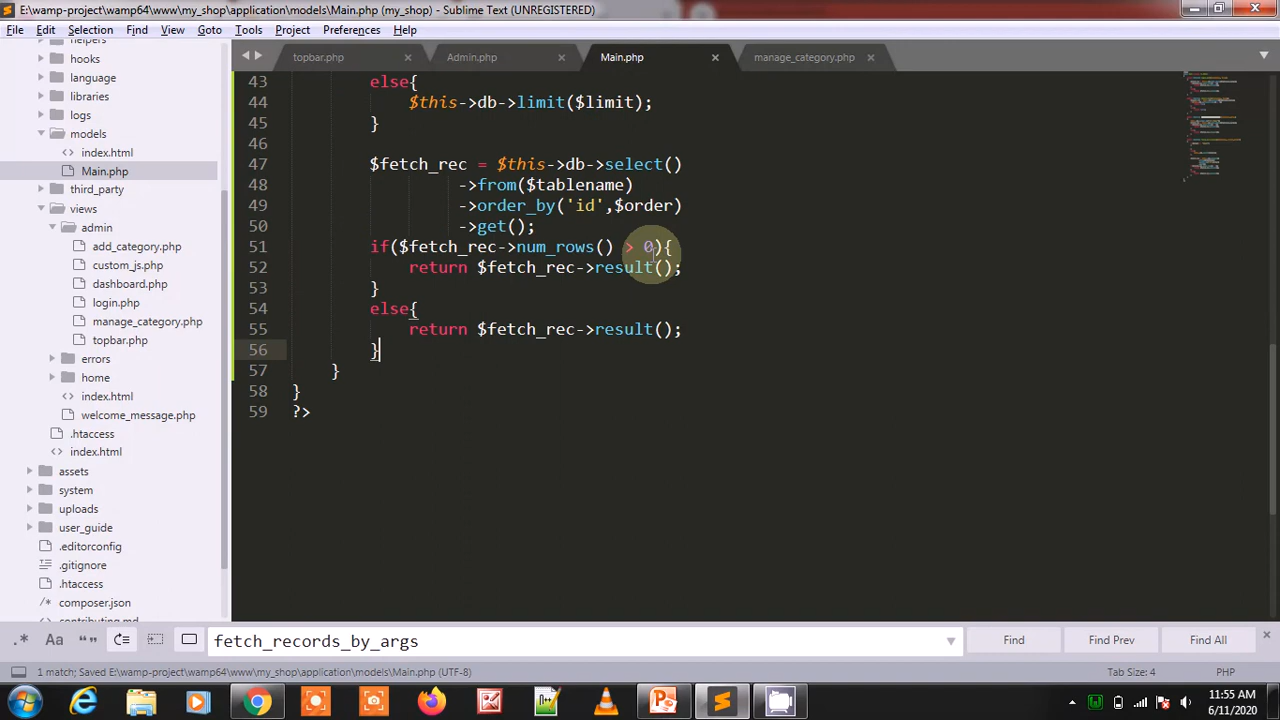 E:\wamp-project\wamp64\www\my_shop\application\models\Main.php (my_shop) - Sublime Text (UNREGISTERED)
File Edit Selection Find View Goto Tools Project Preferences Help
topbar.php Admin.php Main.php manage_category.php
helpers
hooks
language
libraries
logs
models
index.html
Main.php
third_party
views
admin
add_category.php
custom_js.php
dashboard.php
login.php
manage_category.php
topbar.php
errors
home
index.html
welcome_message.php
.htaccess
index.html
assets
system
uploads
user_guide
.editorconfig
.gitignore
.htaccess
composer.json
contributing.md
43 else{
44 $this->db->limit($limit);
45 }
46
47 $fetch_rec = $this->db->select()
48 ->from($tablename)
49 ->order_by('id',$order)
50 ->get();
51 if($fetch_rec->num_rows() > 0){
52 return $fetch_rec->result();
53 }
54 else{
55 return $fetch_rec->result();
56 }
57 }
58 }
59 ?>
.* Aa “ ” fetch_records_by_args Find Find Prev Find All
1 match; Saved E:\wamp-project\wamp64\www\my_shop\application\models\Main.php (UTF-8) Tab Size: 4 PHP
11:55 AM
6/11/2020